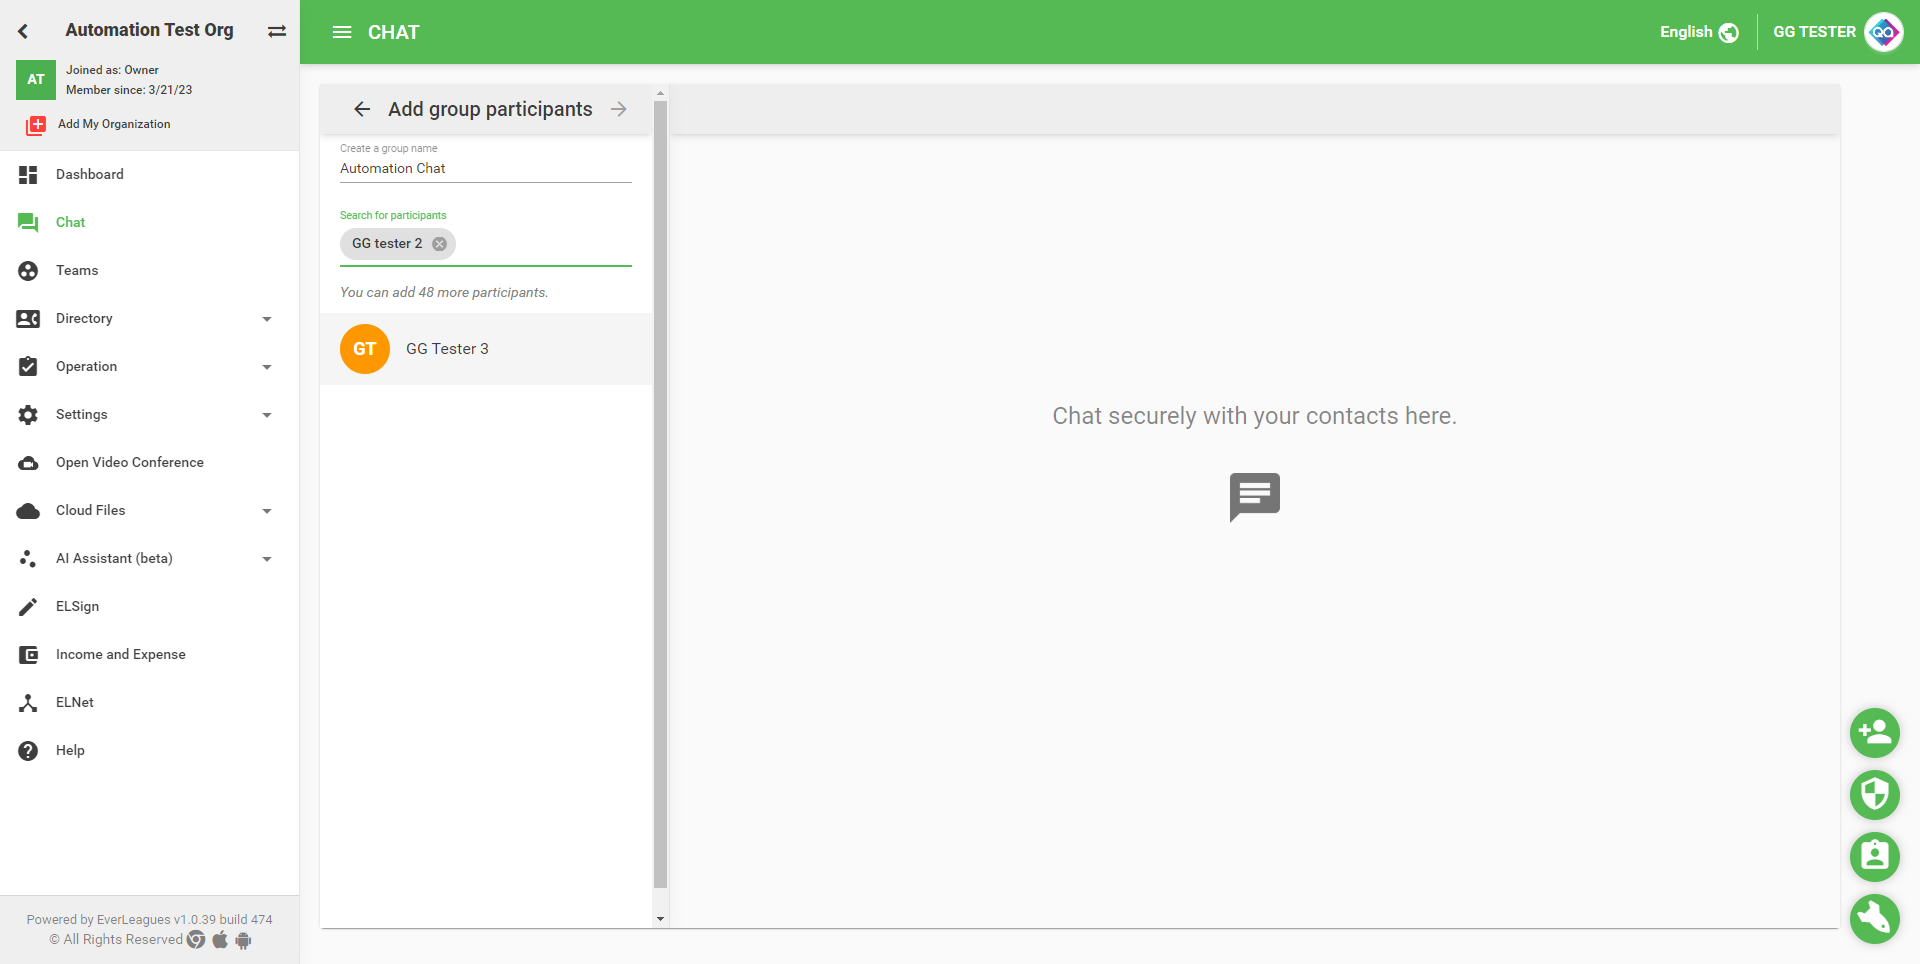 Automation Test Org
AT
Joined as: Owner
Member since: 3/21/23
Add My Organization
Dashboard
Chat
Teams
Directory
Operation
Settings
Open Video Conference
Cloud Files
AI Assistant (beta)
ELSign
Income and Expense
ELNet
Help
Powered by EverLeagues v1.0.39 build 474
© All Rights Reserved
CHAT
English
GG TESTER
QA
Add group participants
Create a group name
Automation Chat
Search for participants
GG tester 2
You can add 48 more participants.
GT
GG Tester 3
Chat securely with your contacts here.